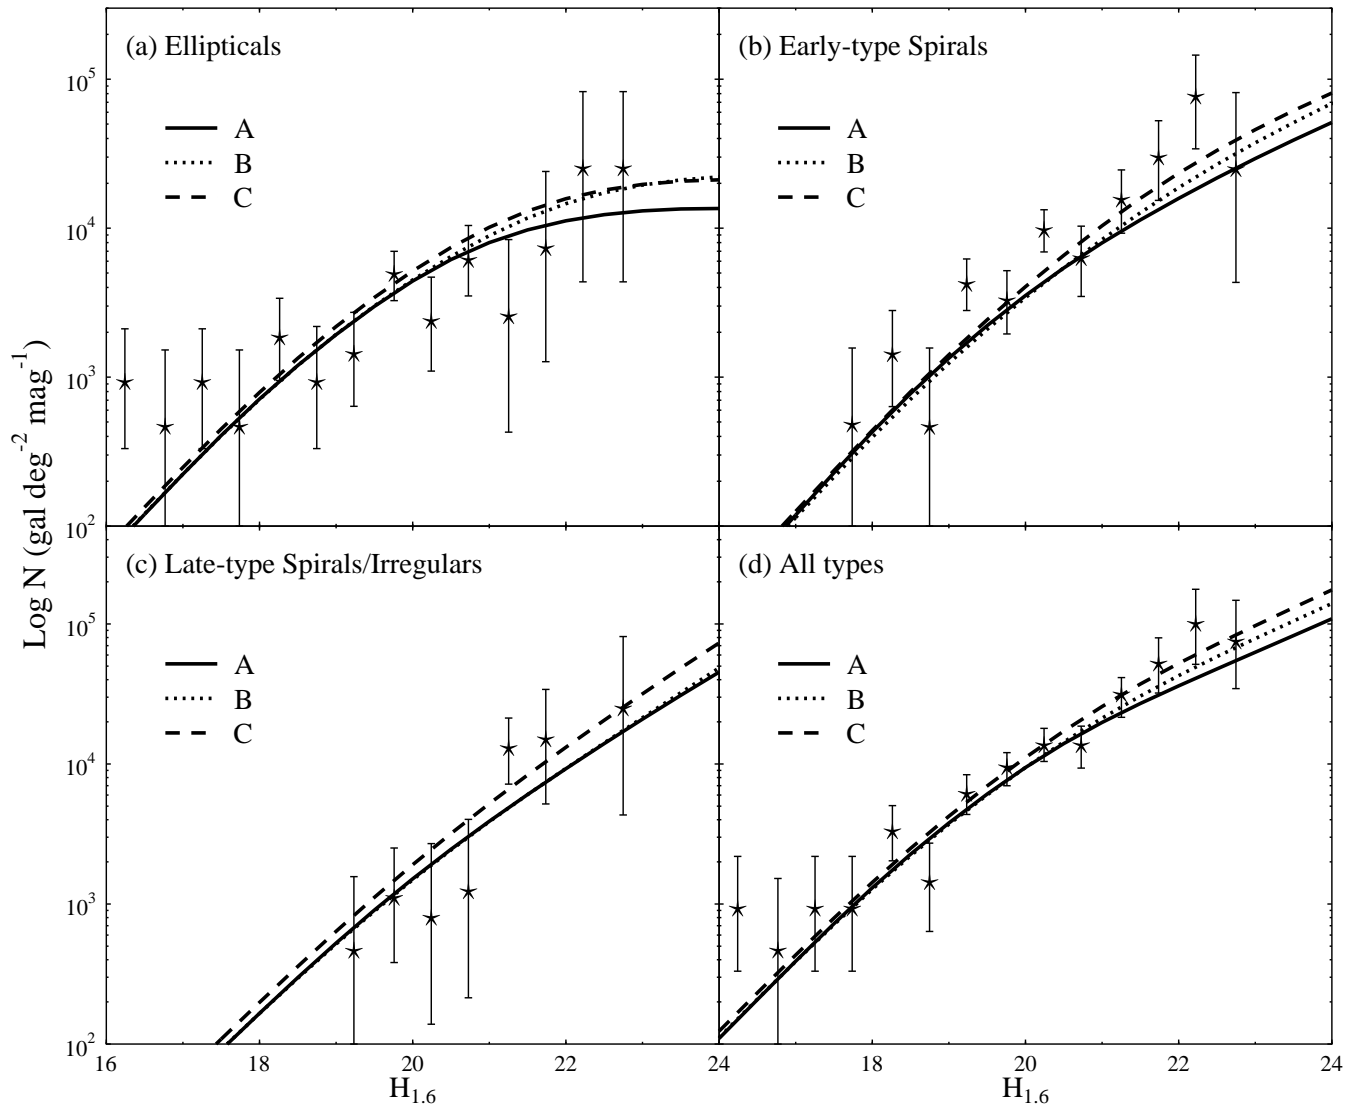 (a) Ellipticals
(b) Early-type Spirals
10^5
A
B
C
A
B
C
10^4
10^3
10^2
Log N (gal deg^-2 mag^-1)
(c) Late-type Spirals/Irregulars
(d) All types
10^5
A
B
C
A
B
C
10^4
10^3
10^2
16 18 20 22 24 18 20 22 24
H_1.6 H_1.6